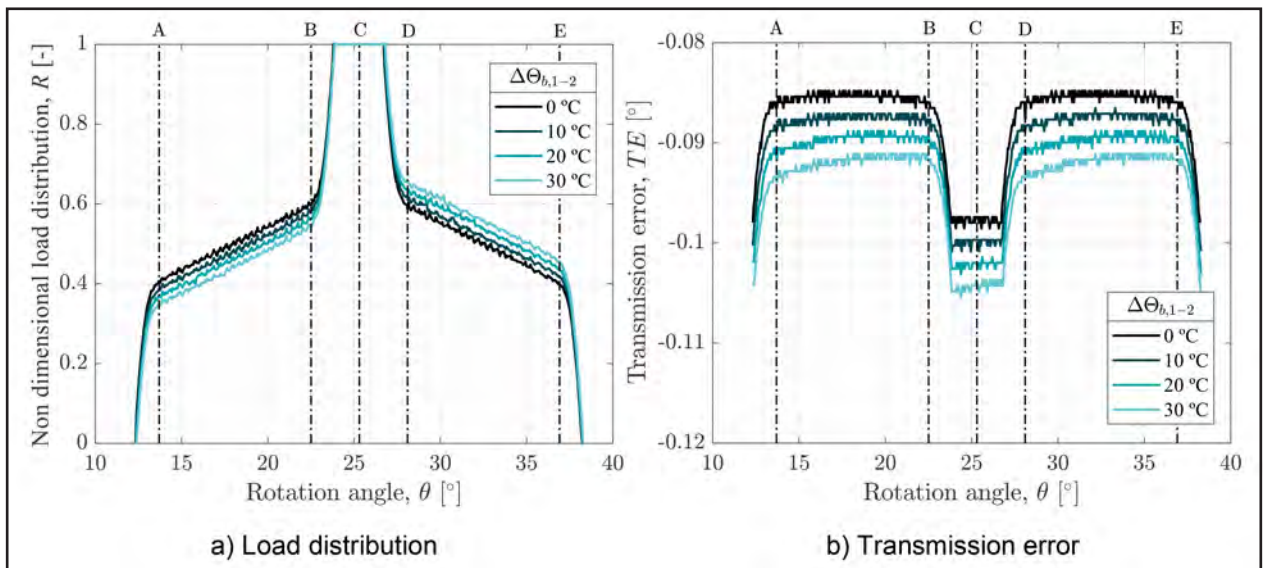 A B C D E
1
0.8
0.6
0.4
0.2
0
10 15 20 25 30 35 40
Non dimensional load distribution, R [-]
Rotation angle, θ [°]
ΔΘb,1−2
0 ºC
10 ºC
20 ºC
30 ºC
a) Load distribution
A B C D E
-0.08
-0.09
-0.1
-0.11
-0.12
10 15 20 25 30 35 40
Transmission error, TE [°]
Rotation angle, θ [°]
ΔΘb,1−2
0 ºC
10 ºC
20 ºC
30 ºC
b) Transmission error